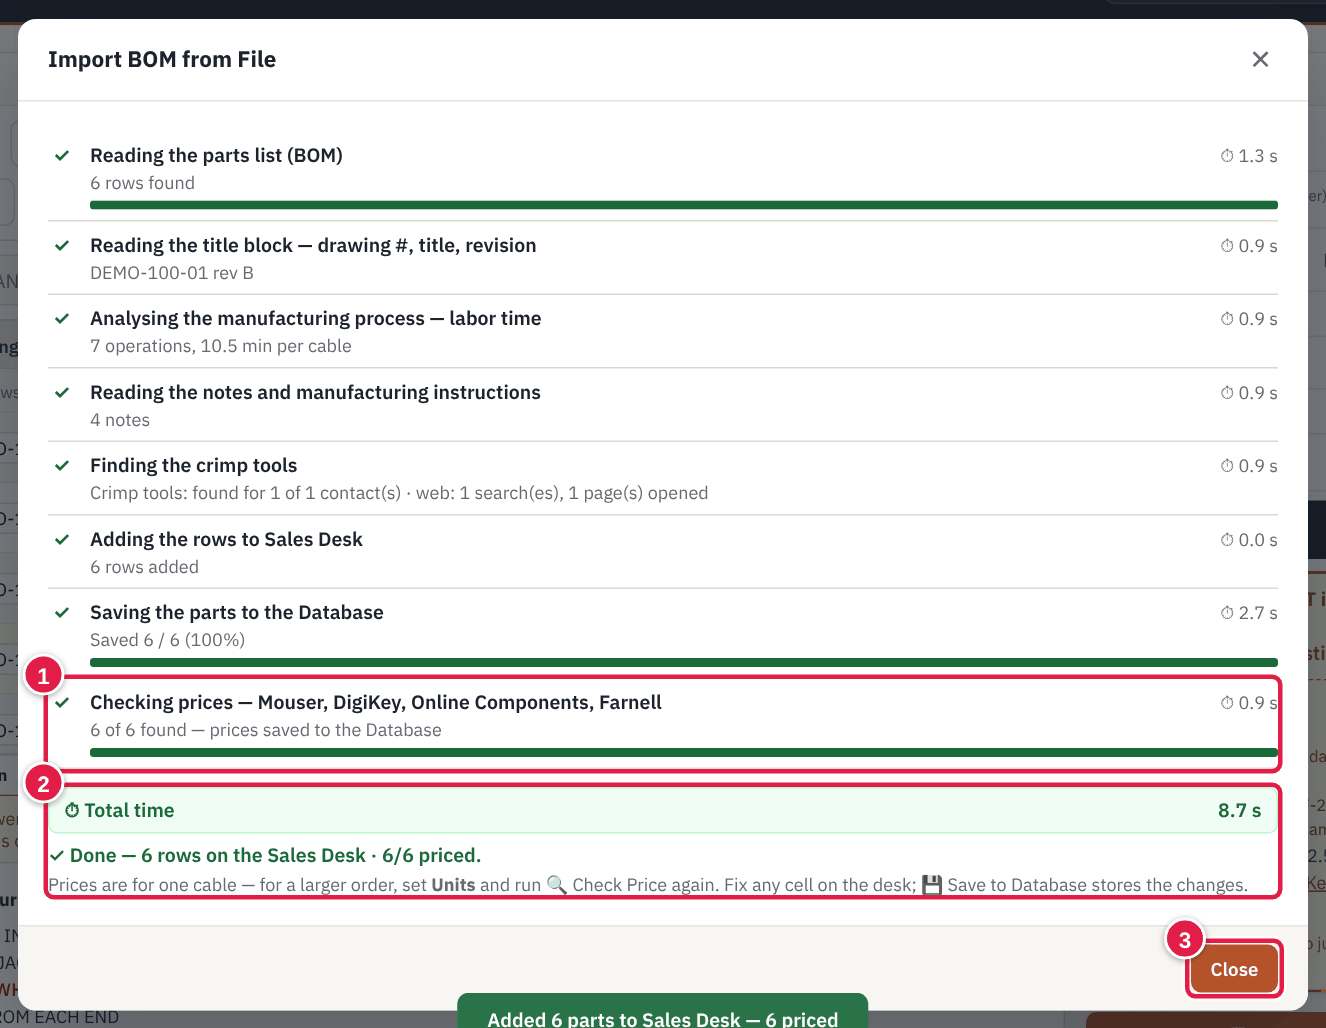 Import BOM from File
✕
✓ Reading the parts list (BOM) ⏱ 1.3 s
6 rows found
✓ Reading the title block — drawing #, title, revision ⏱ 0.9 s
DEMO-100-01 rev B
✓ Analysing the manufacturing process — labor time ⏱ 0.9 s
7 operations, 10.5 min per cable
✓ Reading the notes and manufacturing instructions ⏱ 0.9 s
4 notes
✓ Finding the crimp tools ⏱ 0.9 s
Crimp tools: found for 1 of 1 contact(s) · web: 1 search(es), 1 page(s) opened
✓ Adding the rows to Sales Desk ⏱ 0.0 s
6 rows added
✓ Saving the parts to the Database ⏱ 2.7 s
Saved 6 / 6 (100%)
1
✓ Checking prices — Mouser, DigiKey, Online Components, Farnell ⏱ 0.9 s
6 of 6 found — prices saved to the Database
2
⏱ Total time 8.7 s
✓ Done — 6 rows on the Sales Desk · 6/6 priced.
Prices are for one cable — for a larger order, set Units and run 🔍 Check Price again. Fix any cell on the desk; 💾 Save to Database stores the changes.
3
Close
ROM EACH END
Added 6 parts to Sales Desk — 6 priced